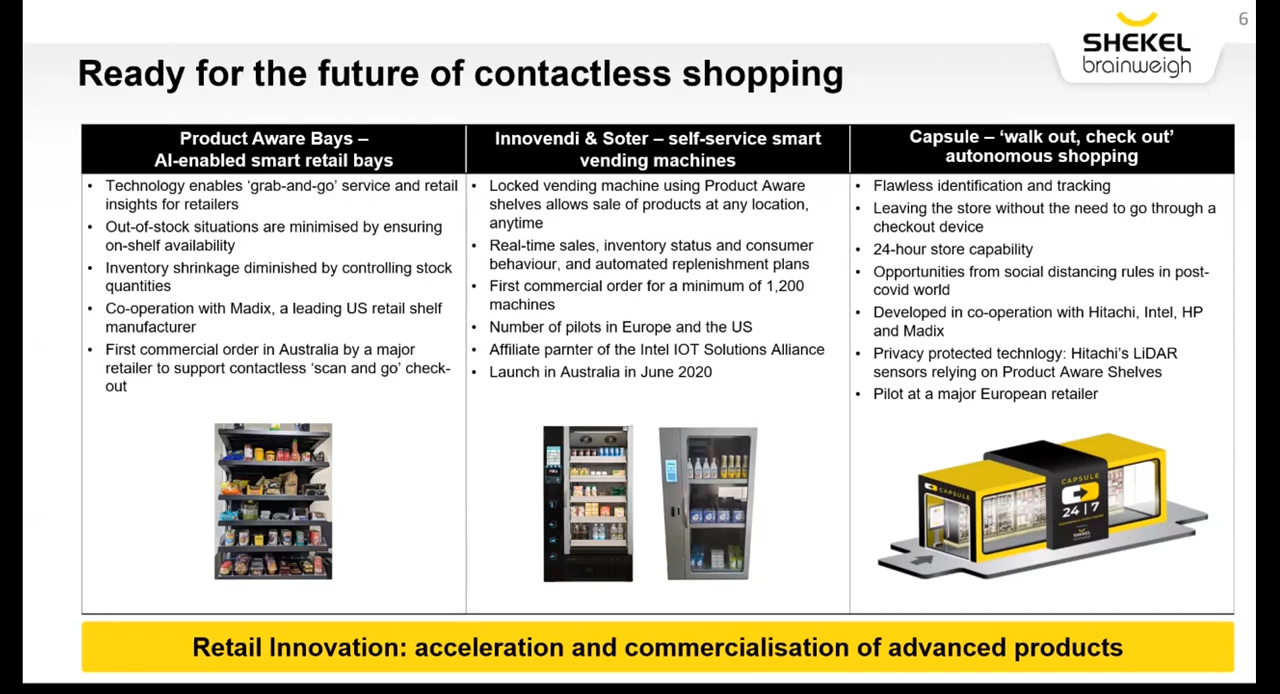 6
SHEKEL
brainweigh
Ready for the future of contactless shopping
Product Aware Bays –
AI-enabled smart retail bays
• Technology enables ‘grab-and-go’ service and retail
insights for retailers
• Out-of-stock situations are minimised by ensuring
on-shelf availability
• Inventory shrinkage diminished by controlling stock
quantities
• Co-operation with Madix, a leading US retail shelf
manufacturer
• First commercial order in Australia by a major
retailer to support contactless ‘scan and go’ check-
out
Innovendi & Soter – self-service smart
vending machines
• Locked vending machine using Product Aware
shelves allows sale of products at any location,
anytime
• Real-time sales, inventory status and consumer
behaviour, and automated replenishment plans
• First commercial order for a minimum of 1,200
machines
• Number of pilots in Europe and the US
• Affiliate parnter of the Intel IOT Solutions Alliance
• Launch in Australia in June 2020
Capsule – ‘walk out, check out’
autonomous shopping
• Flawless identification and tracking
• Leaving the store without the need to go through a
checkout device
• 24-hour store capability
• Opportunities from social distancing rules in post-
covid world
• Developed in co-operation with Hitachi, Intel, HP
and Madix
• Privacy protected technlogy: Hitachi’s LiDAR
sensors relying on Product Aware Shelves
• Pilot at a major European retailer
CAPSULE
CAPSULE
24 | 7
SHEKEL
Retail Innovation: acceleration and commercialisation of advanced products